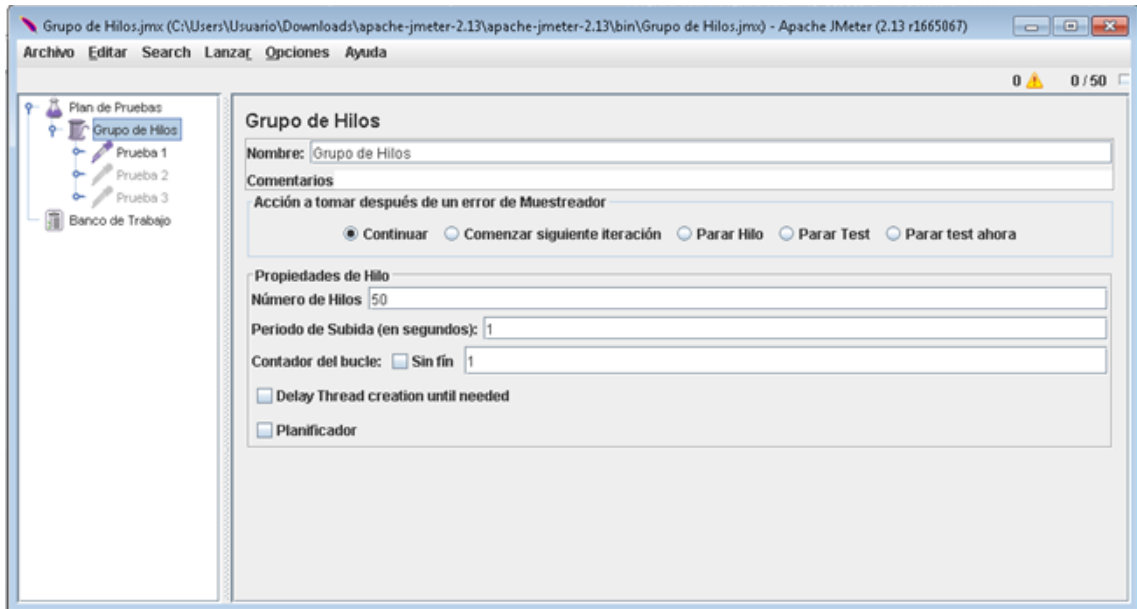 Grupo de Hilos.jmx (C:\Users\Usuario\Downloads\apache-jmeter-2.13\apache-jmeter-2.13\bin\Grupo de Hilos.jmx) - Apache JMeter (2.13 r1665067)
Archivo Editar Search Lanzar Opciones Ayuda
0 0 / 50
Plan de Pruebas
Grupo de Hilos
Prueba 1
Prueba 2
Prueba 3
Banco de Trabajo
Grupo de Hilos
Nombre: Grupo de Hilos
Comentarios
Acción a tomar después de un error de Muestreador
Continuar Comenzar siguiente iteración Parar Hilo Parar Test Parar test ahora
Propiedades de Hilo
Número de Hilos 50
Periodo de Subida (en segundos): 1
Contador del bucle: Sin fín 1
Delay Thread creation until needed
Planificador